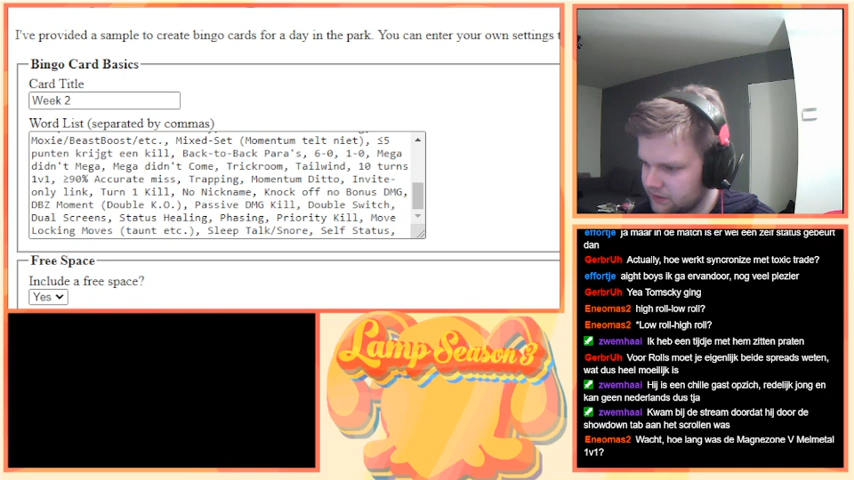 I've provided a sample to create bingo cards for a day in the park. You can enter your own settings t
Bingo Card Basics
Card Title
Week 2
Word List (separated by commas)
Moxie/BeastBoost/etc., Mixed-Set (Momentum telt niet), ≤5
punten krijgt een kill, Back-to-Back Para's, 6-0, 1-0, Mega
didn't Mega, Mega didn't Come, Trickroom, Tailwind, 10 turns
1v1, ≥90% Accurate miss, Trapping, Momentum Ditto, Invite-
only link, Turn 1 Kill, No Nickname, Knock off no Bonus DMG,
DBZ Moment (Double K.O.), Passive DMG Kill, Double Switch,
Dual Screens, Status Healing, Phasing, Priority Kill, Move
Locking Moves (taunt etc.), Sleep Talk/Snore, Self Status,
Free Space
Include a free space?
Yes
Lamp Season 3
effortje ja maar in de match is er wel een zelf status gebeurt
dan
GerbrUh Actually, hoe werkt syncronize met toxic trade?
effortje aight boys ik ga ervandoor, nog veel plezier
GerbrUh Yea Tomscky ging
Eneomas2 high roll-low roll?
Eneomas2 *Low roll-high roll?
zwemhaai Ik heb een tijdje met hem zitten praten
GerbrUh Voor Rolls moet je eigenlijk beide spreads weten,
wat dus heel moeilijk is
zwemhaai Hij is een chille gast opzich, redelijk jong en
kan geen nederlands dus tja
zwemhaai Kwam bij de stream doordat hij door de
showdown tab aan het scrollen was
Eneomas2 Wacht, hoe lang was de Magnezone V Melmetal
1v1?